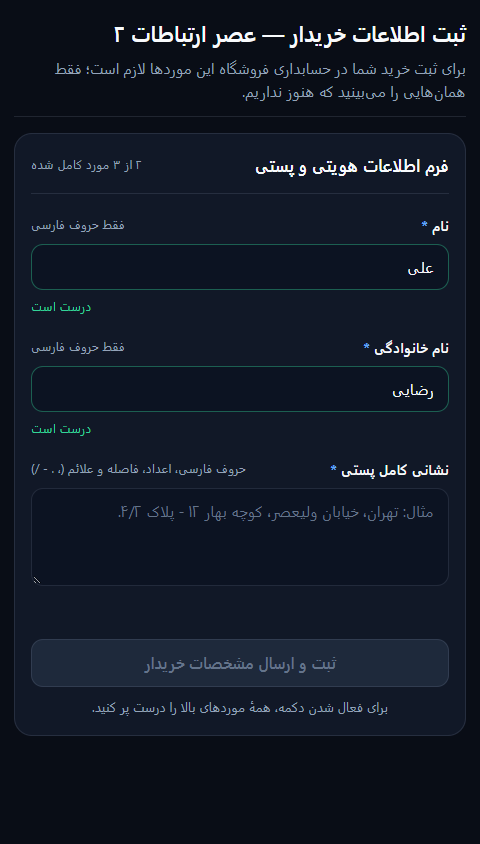 ثبت اطلاعات خریدار — عصر ارتباطات ۲
برای ثبت خرید شما در حسابداری فروشگاه این موردها لازم است؛ فقط
همان‌هایی را می‌بینید که هنوز نداریم.
فرم اطلاعات هویتی و پستی
۲ از ۳ مورد کامل شده
نام *
فقط حروف فارسی
علی
درست است
نام خانوادگی *
فقط حروف فارسی
رضایی
درست است
نشانی کامل پستی *
حروف فارسی، اعداد، فاصله و علائم (، . - /)
مثال: تهران، خیابان ولیعصر، کوچه بهار ۱۲ - پلاک ۴/۲.
ثبت و ارسال مشخصات خریدار
برای فعال شدن دکمه، همهٔ موردهای بالا را درست پر کنید.